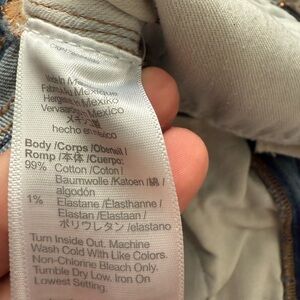 Made in Mexico
Fabriqué au Mexique
Hergestellt in Mexiko
Vervaardigd in Mexico
メキシコ製
hecho en méxico
Body /Corps /Oberteil /
Romp /本体 /Cuerpo:
99% Cotton /Coton /
Baumwolle /Katoen /綿 /
algodón
1% Elastane /Élasthanne /
Elastan /Elastaan /
ポリウレタン /elastano
Turn Inside Out. Machine
Wash Cold With Like Colors.
Non-Chlorine Bleach Only.
Tumble Dry Low. Iron On
Lowest Setting.